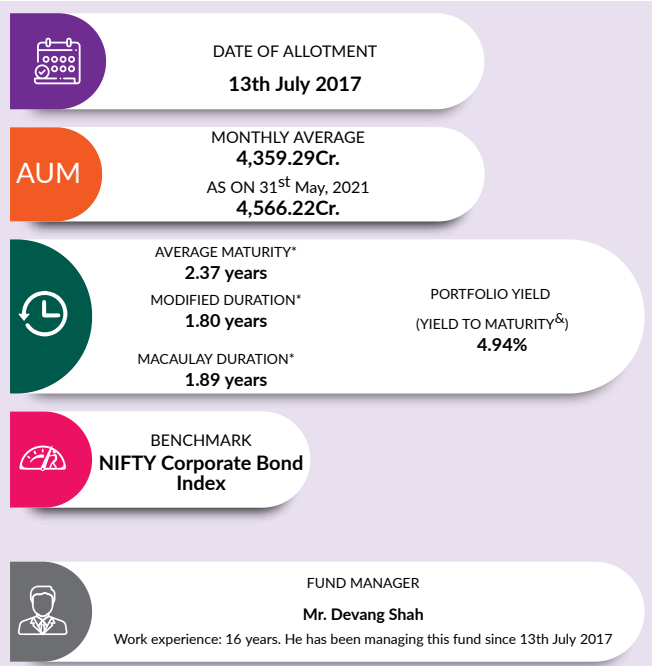 DATE OF ALLOTMENT
13th July 2017
AUM
MONTHLY AVERAGE
4,359.29Cr.
AS ON 31st May, 2021
4,566.22Cr.
AVERAGE MATURITY*
2.37 years
MODIFIED DURATION*
1.80 years
MACAULAY DURATION*
1.89 years
PORTFOLIO YIELD
(YIELD TO MATURITY&)
4.94%
BENCHMARK
NIFTY Corporate Bond
Index
FUND MANAGER
Mr. Devang Shah
Work experience: 16 years. He has been managing this fund since 13th July 2017